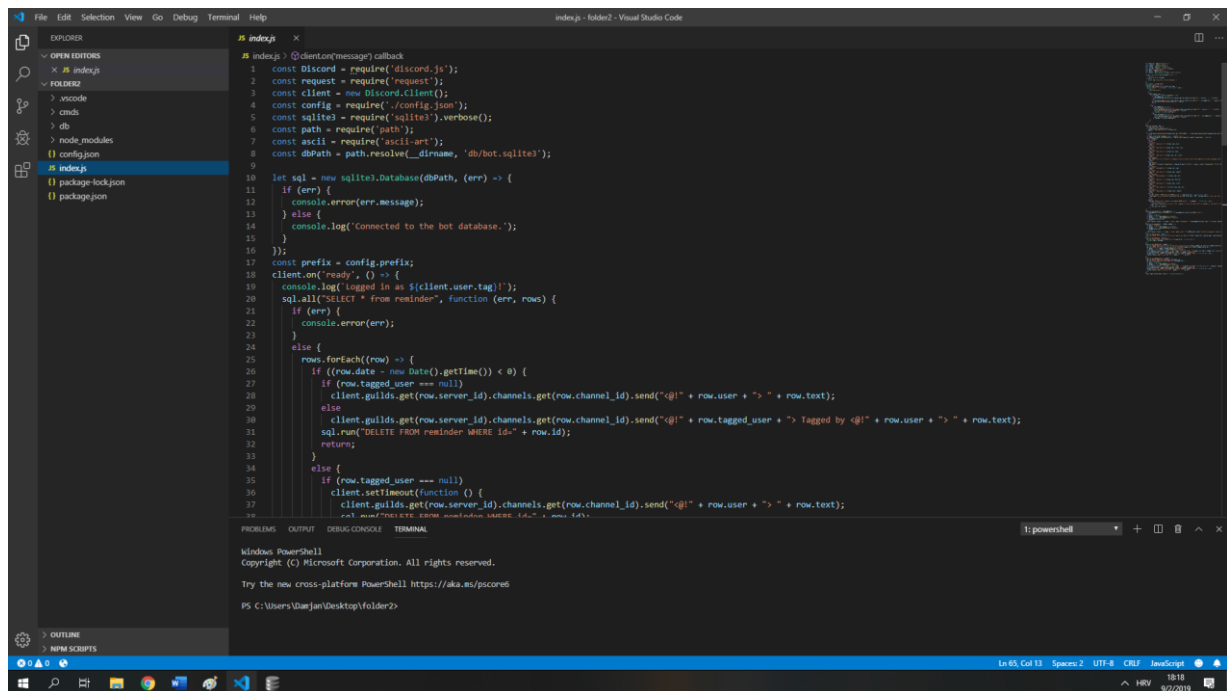 File Edit Selection View Go Debug Terminal Help
index.js - folder2 - Visual Studio Code
EXPLORER
OPEN EDITORS
JS index.js
FOLDER2
.vscode
cmds
db
node_modules
{} config.json
JS index.js
{} package-lock.json
{} package.json
OUTLINE
NPM SCRIPTS
JS index.js
JS index.js > client.on('message') callback
1 const Discord = require('discord.js');
2 const request = require('request');
3 const client = new Discord.Client();
4 const config = require('./config.json');
5 const sqlite3 = require('sqlite3').verbose();
6 const path = require('path');
7 const ascii = require('ascii-art');
8 const dbPath = path.resolve(__dirname, 'db/bot.sqlite3');
9
10 let sql = new sqlite3.Database(dbPath, (err) => {
11 if (err) {
12 console.error(err.message);
13 } else {
14 console.log('Connected to the bot database.');
15 }
16 });
17 const prefix = config.prefix;
18 client.on('ready', () => {
19 console.log(`Logged in as ${client.user.tag}!`);
20 sql.all("SELECT * from reminder", function (err, rows) {
21 if (err) {
22 console.error(err);
23 }
24 else {
25 rows.forEach((row) => {
26 if ((row.date - new Date().getTime()) < 0) {
27 if (row.tagged_user === null)
28 client.guilds.get(row.server_id).channels.get(row.channel_id).send("<@!" + row.user + "> " + row.text);
29 else
30 client.guilds.get(row.server_id).channels.get(row.channel_id).send("<@!" + row.tagged_user + "> Tagged by <@!" + row.user + "> " + row.text);
31 sql.run("DELETE FROM reminder WHERE id=" + row.id);
32 return;
33 }
34 else {
35 if (row.tagged_user === null)
36 client.setTimeout(function () {
37 client.guilds.get(row.server_id).channels.get(row.channel_id).send("<@!" + row.user + "> " + row.text);
38 sql.run("DELETE FROM reminder WHERE id=" + row.id);
PROBLEMS OUTPUT DEBUG CONSOLE TERMINAL
1: powershell
Windows PowerShell
Copyright (C) Microsoft Corporation. All rights reserved.
Try the new cross-platform PowerShell https://aka.ms/pscore6
PS C:\Users\Damjan\Desktop\folder2>
0 0
Ln 65, Col 13 Spaces: 2 UTF-8 CRLF JavaScript
HRV
18:18
9/2/2019